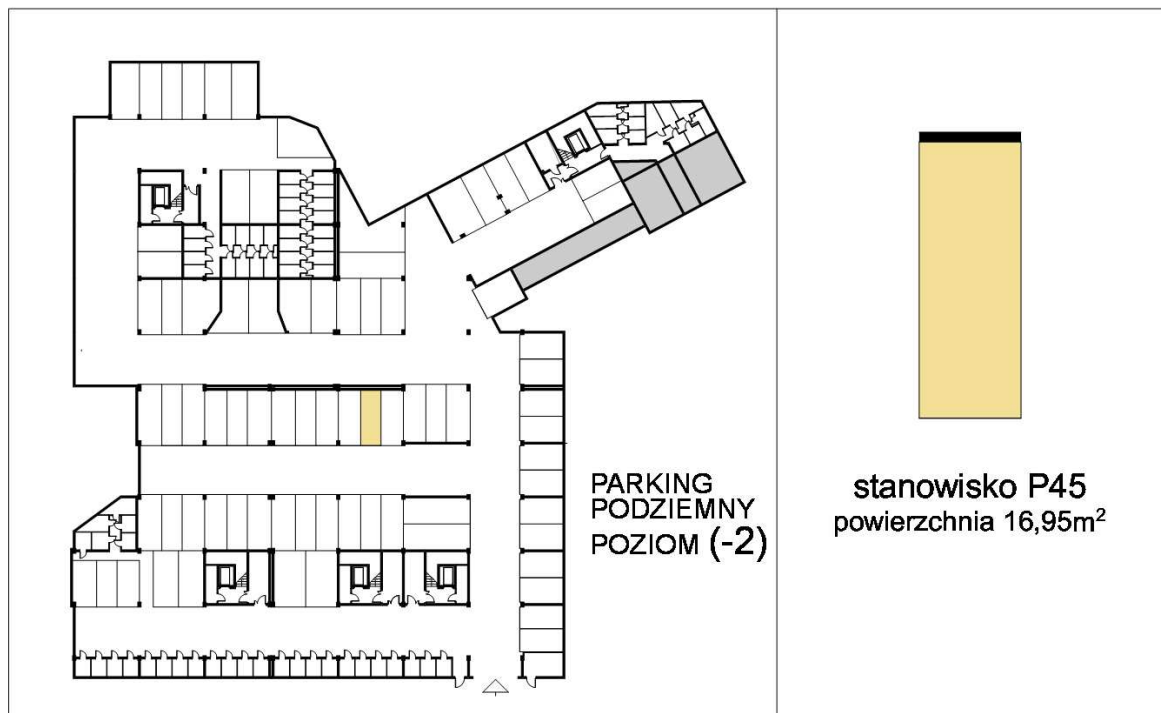 PARKING
PODZIEMNY
POZIOM (-2)
stanowisko P45
powierzchnia 16,95m²